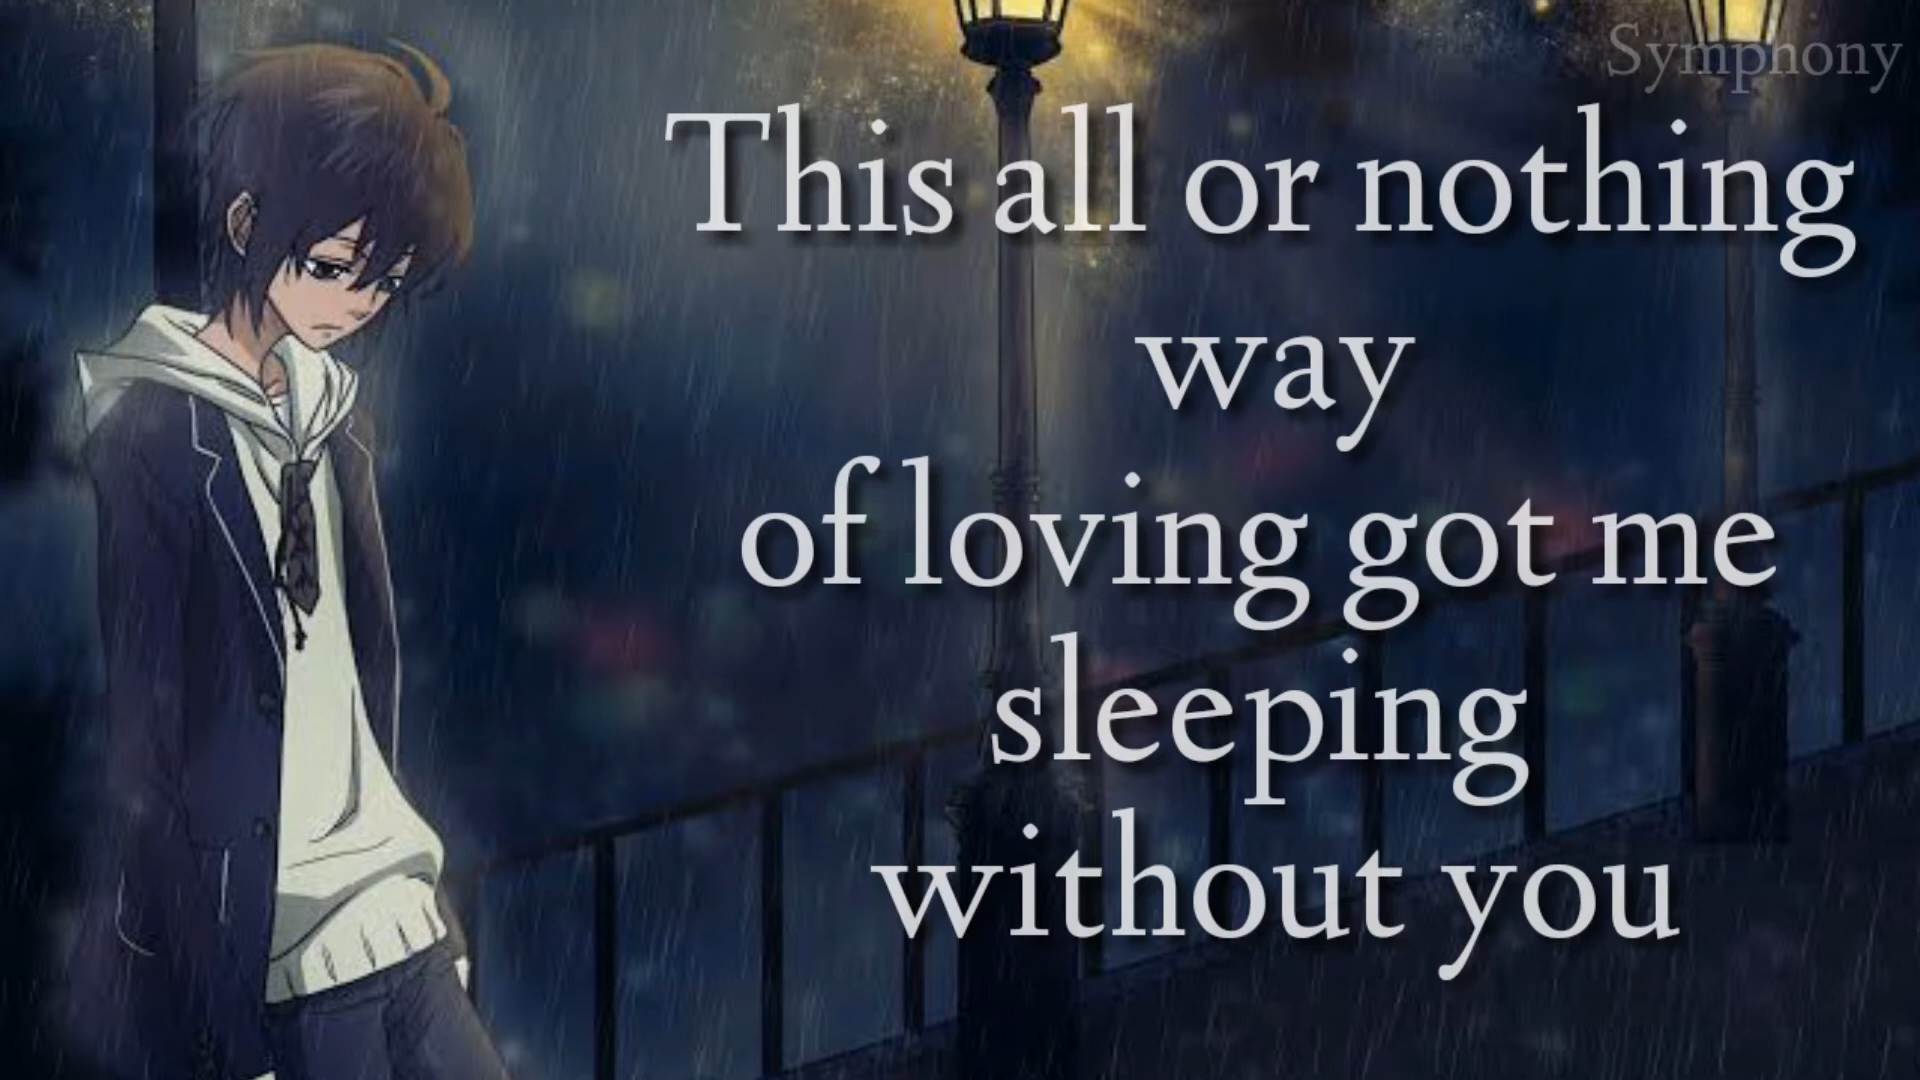 Symphony
This all or nothing
way
of loving got me
sleeping
without you